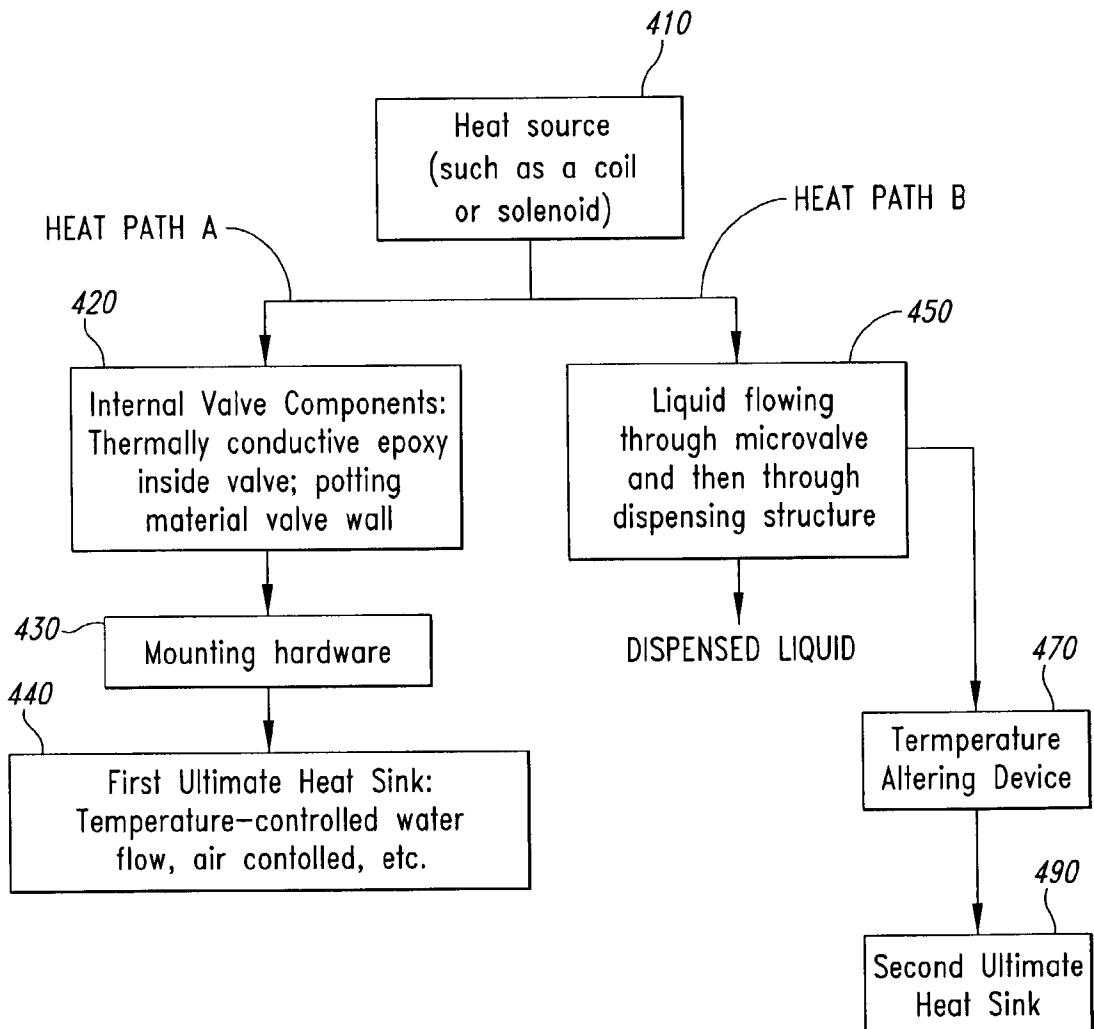 410
Heat source
(such as a coil
or solenoid)
HEAT PATH A
HEAT PATH B
420
Internal Valve Components:
Thermally conductive epoxy
inside valve; potting
material valve wall
450
Liquid flowing
through microvalve
and then through
dispensing structure
430
Mounting hardware
DISPENSED LIQUID
440
First Ultimate Heat Sink:
Temperature-controlled water
flow, air contolled, etc.
470
Termperature
Altering Device
490
Second Ultimate
Heat Sink